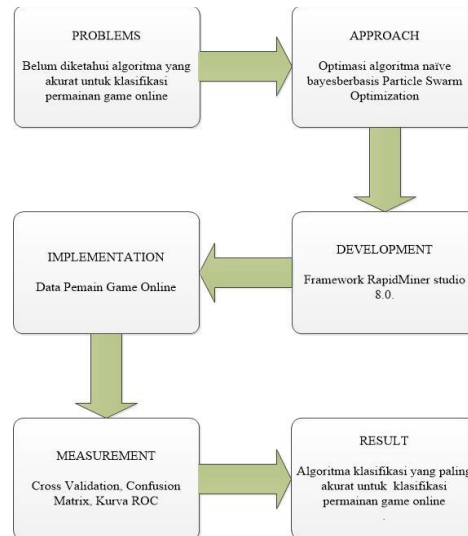 PROBLEMS
Belum diketahui algoritma yang
akurat untuk klasifikasi
permainan game online
APPROACH
Optimasi algoritma naïve
bayesberbasis Particle Swarm
Optimization
DEVELOPMENT
Framework RapidMiner studio
8.0.
IMPLEMENTATION
Data Pemain Game Online
MEASUREMENT
Cross Validation, Confusion
Matrix, Kurva ROC
RESULT
Algoritma klasifikasi yang paling
akurat untuk klasifikasi
permainan game online
.